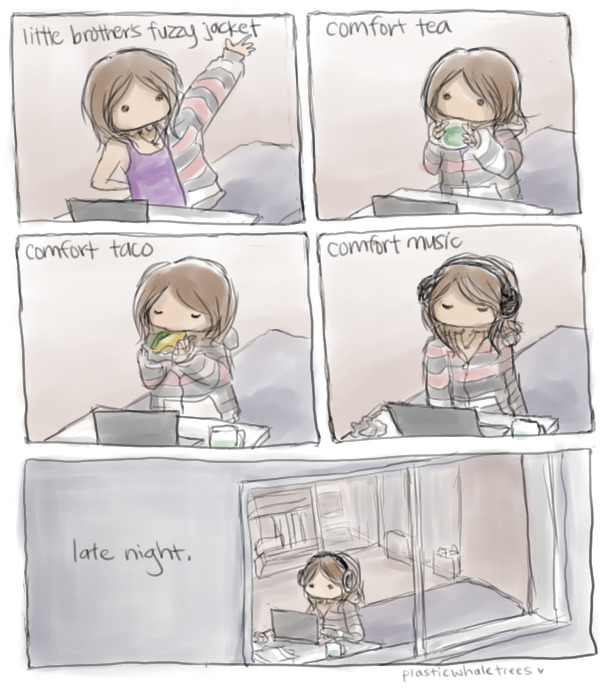 little brother's fuzzy jacket
comfort tea
comfort taco
comfort music
late night.
plasticwhaletrees ♥